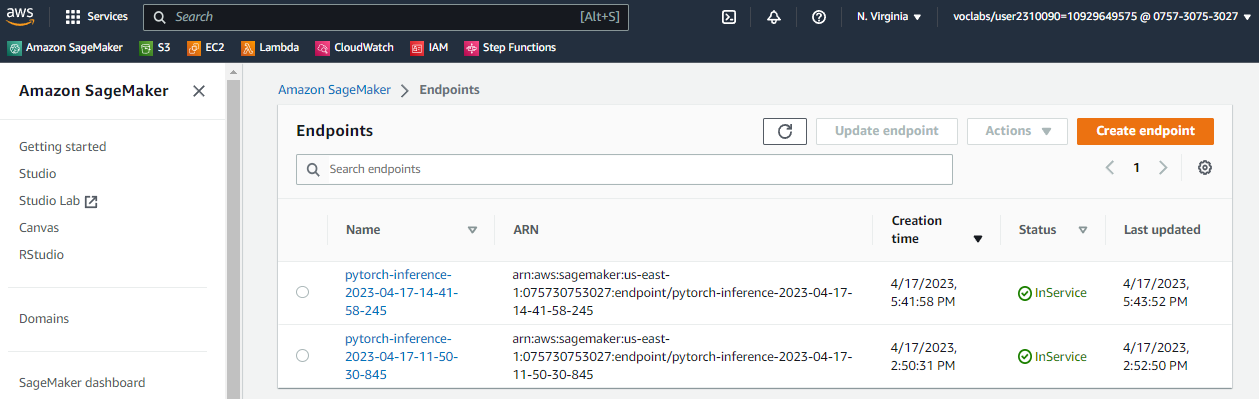 aws Services Search [Alt+S] N. Virginia voclabs/user2310090=10929649575 @ 0757-3075-3027
Amazon SageMaker S3 EC2 Lambda CloudWatch IAM Step Functions
Amazon SageMaker
Getting started
Studio
Studio Lab
Canvas
RStudio
Domains
SageMaker dashboard
Amazon SageMaker Endpoints
Endpoints Update endpoint Actions Create endpoint
Search endpoints 1
Name ARN Creation time Status Last updated
pytorch-inference-
2023-04-17-14-41-
58-245
arn:aws:sagemaker:us-east-
1:075730753027:endpoint/pytorch-inference-2023-04-17-
14-41-58-245
4/17/2023,
5:41:58 PM
InService
4/17/2023,
5:43:52 PM
pytorch-inference-
2023-04-17-11-50-
30-845
arn:aws:sagemaker:us-east-
1:075730753027:endpoint/pytorch-inference-2023-04-17-
11-50-30-845
4/17/2023,
2:50:31 PM
InService
4/17/2023,
2:52:50 PM